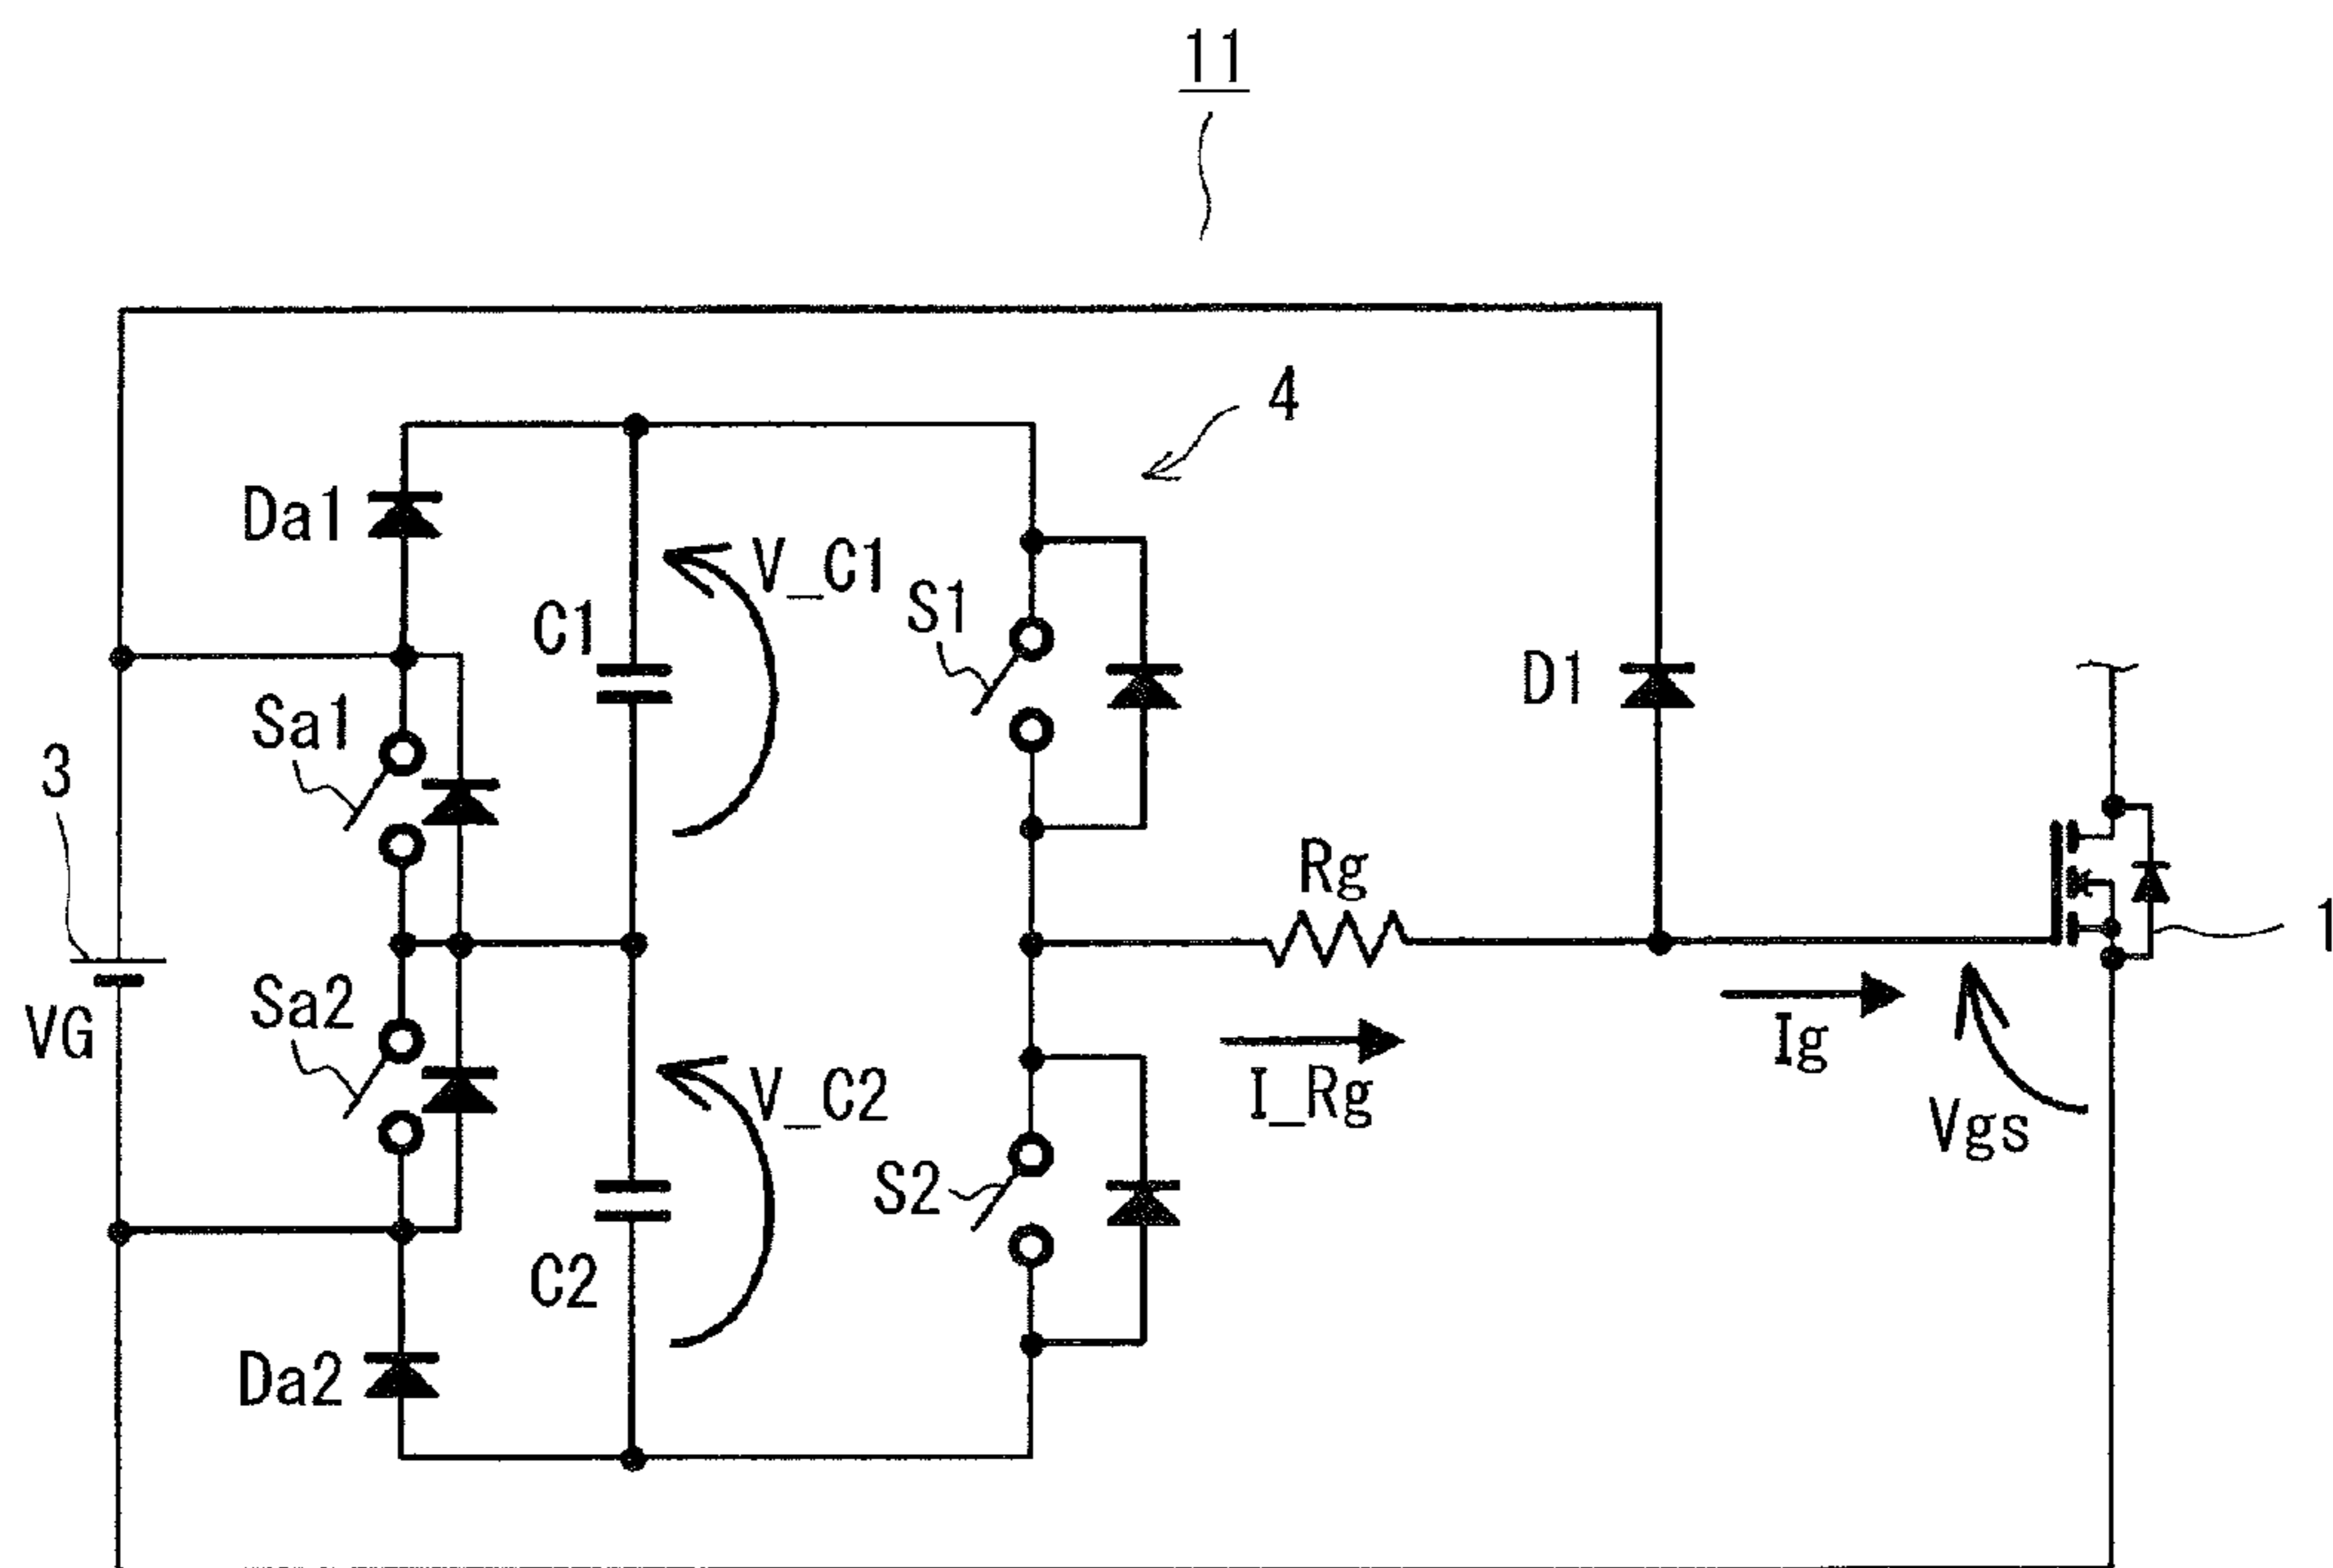 11
4
Da1
V_C1
S1
C1
D1
Sa1
3
Rg
1
Sa2
VG
Ig
I_Rg
V_C2
Vgs
S2
C2
Da2